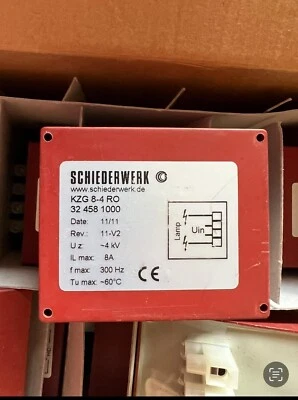 SCHIEDERWERK
www.schiederwerk.de
KZG 8-4 RO
32 458 1000
Date: 11/11
Rev.: 11-V2
U z: ~4 kV
IL max: 8A
f max: 300 Hz
Tu max: ~60°C
CE
Lamp
Uin